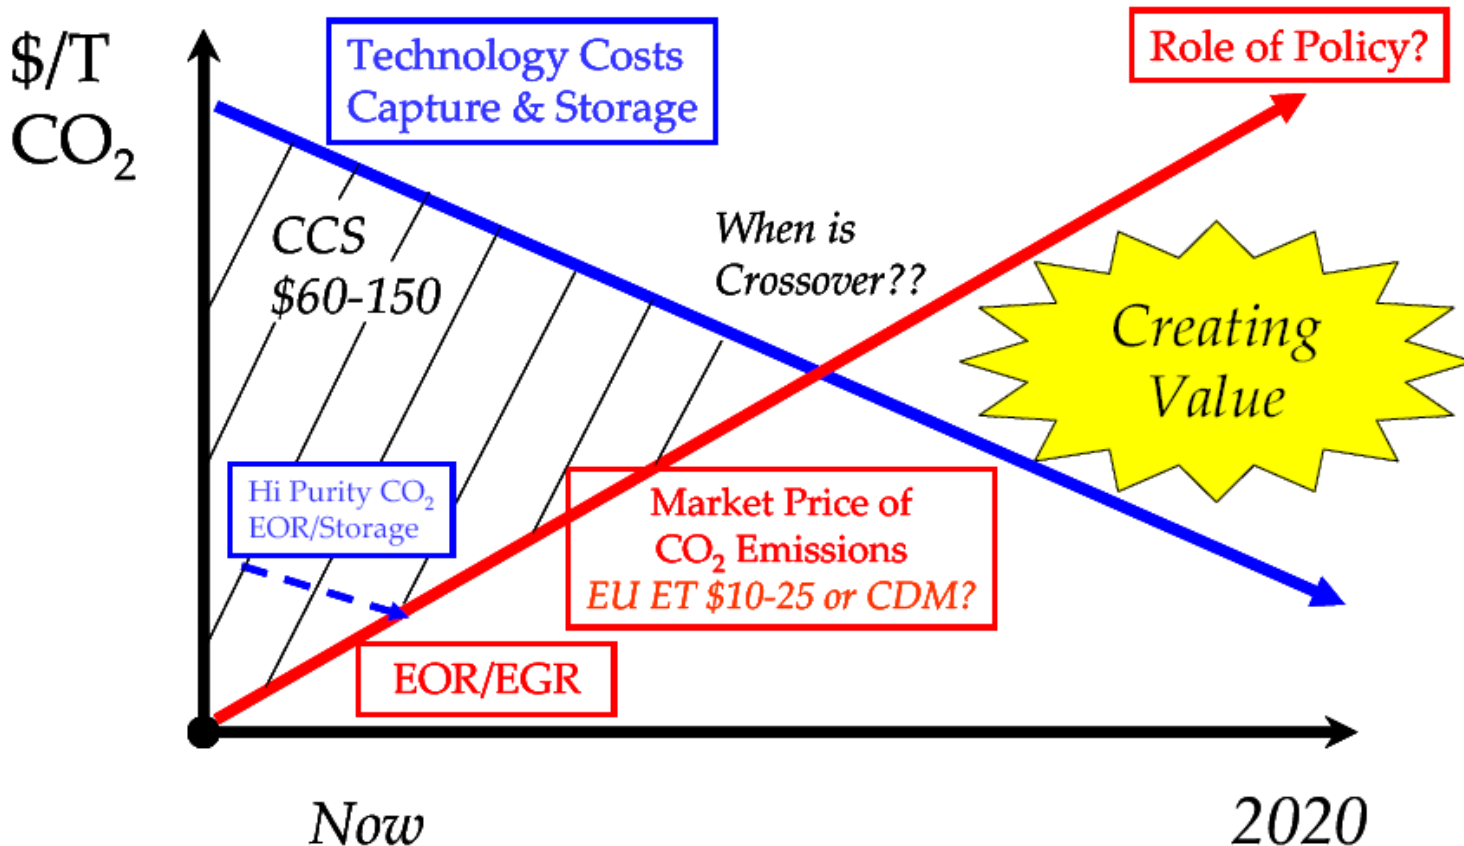 $/T
CO₂
Technology Costs
Capture & Storage
Role of Policy?
CCS
$60-150
When is
Crossover??
Creating
Value
Hi Purity CO₂
EOR/Storage
Market Price of
CO₂ Emissions
EU ET $10-25 or CDM?
EOR/EGR
Now
2020